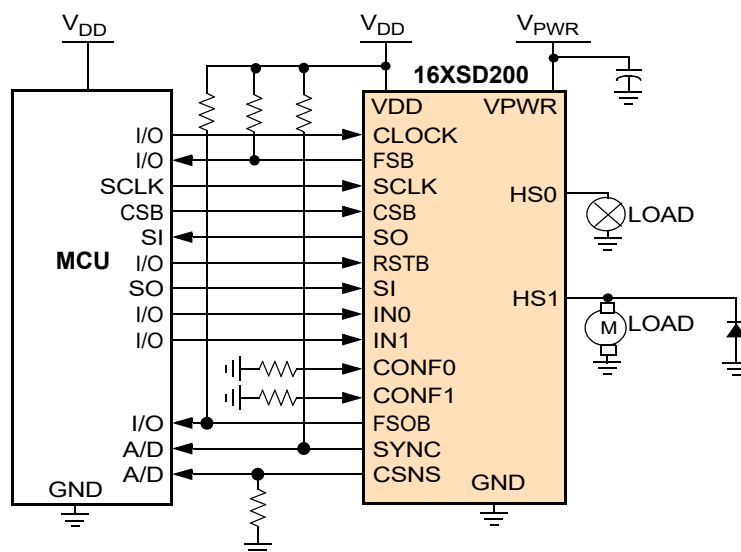 VDD VDD VPWR
16XSD200
VDD VPWR
I/O CLOCK
I/O FSB
SCLK SCLK
HS0
CSB CSB
LOAD
SI SO
MCU
I/O RSTB
SO SI
HS1
I/O IN0
M LOAD
I/O IN1
CONF0
CONF1
I/O FSOB
A/D SYNC
A/D CSNS
GND GND